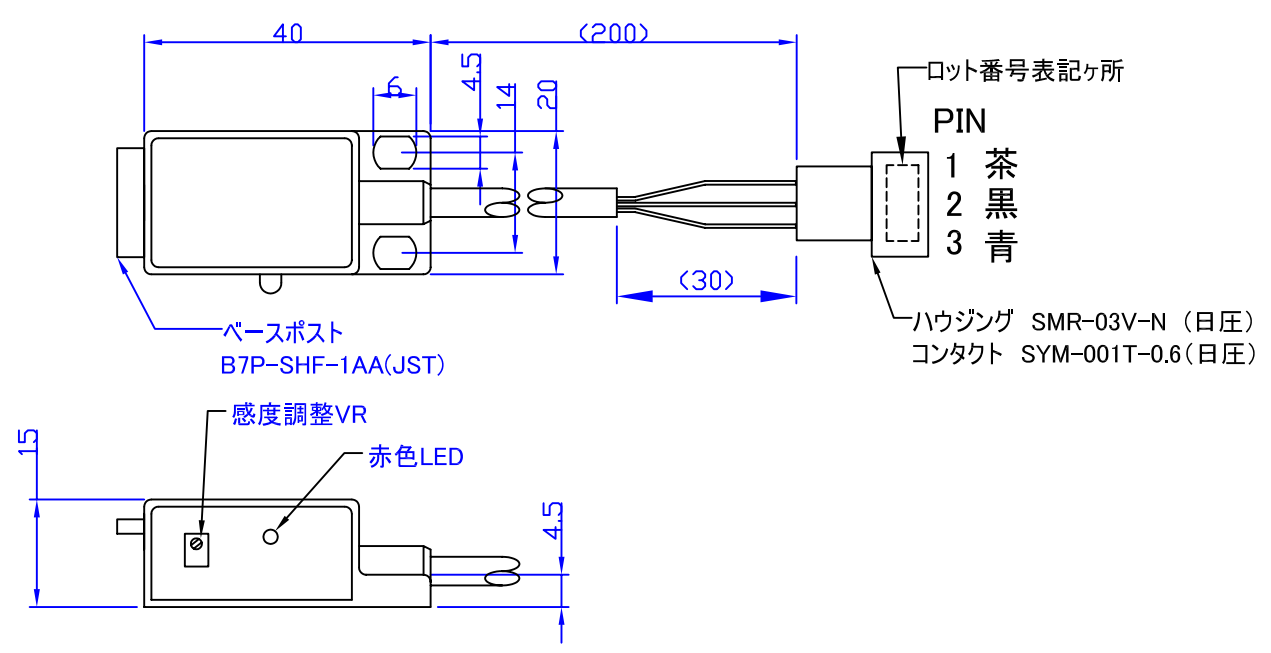 40
(200)
6
4.5
14
20
ロット番号表記ヶ所
PIN
1 茶
2 黒
3 青
(30)
ベースポスト
B7P-SHF-1AA(JST)
ハウジング SMR-03V-N (日圧)
コンタクト SYM-001T-0.6(日圧)
感度調整VR
赤色LED
15
4.5